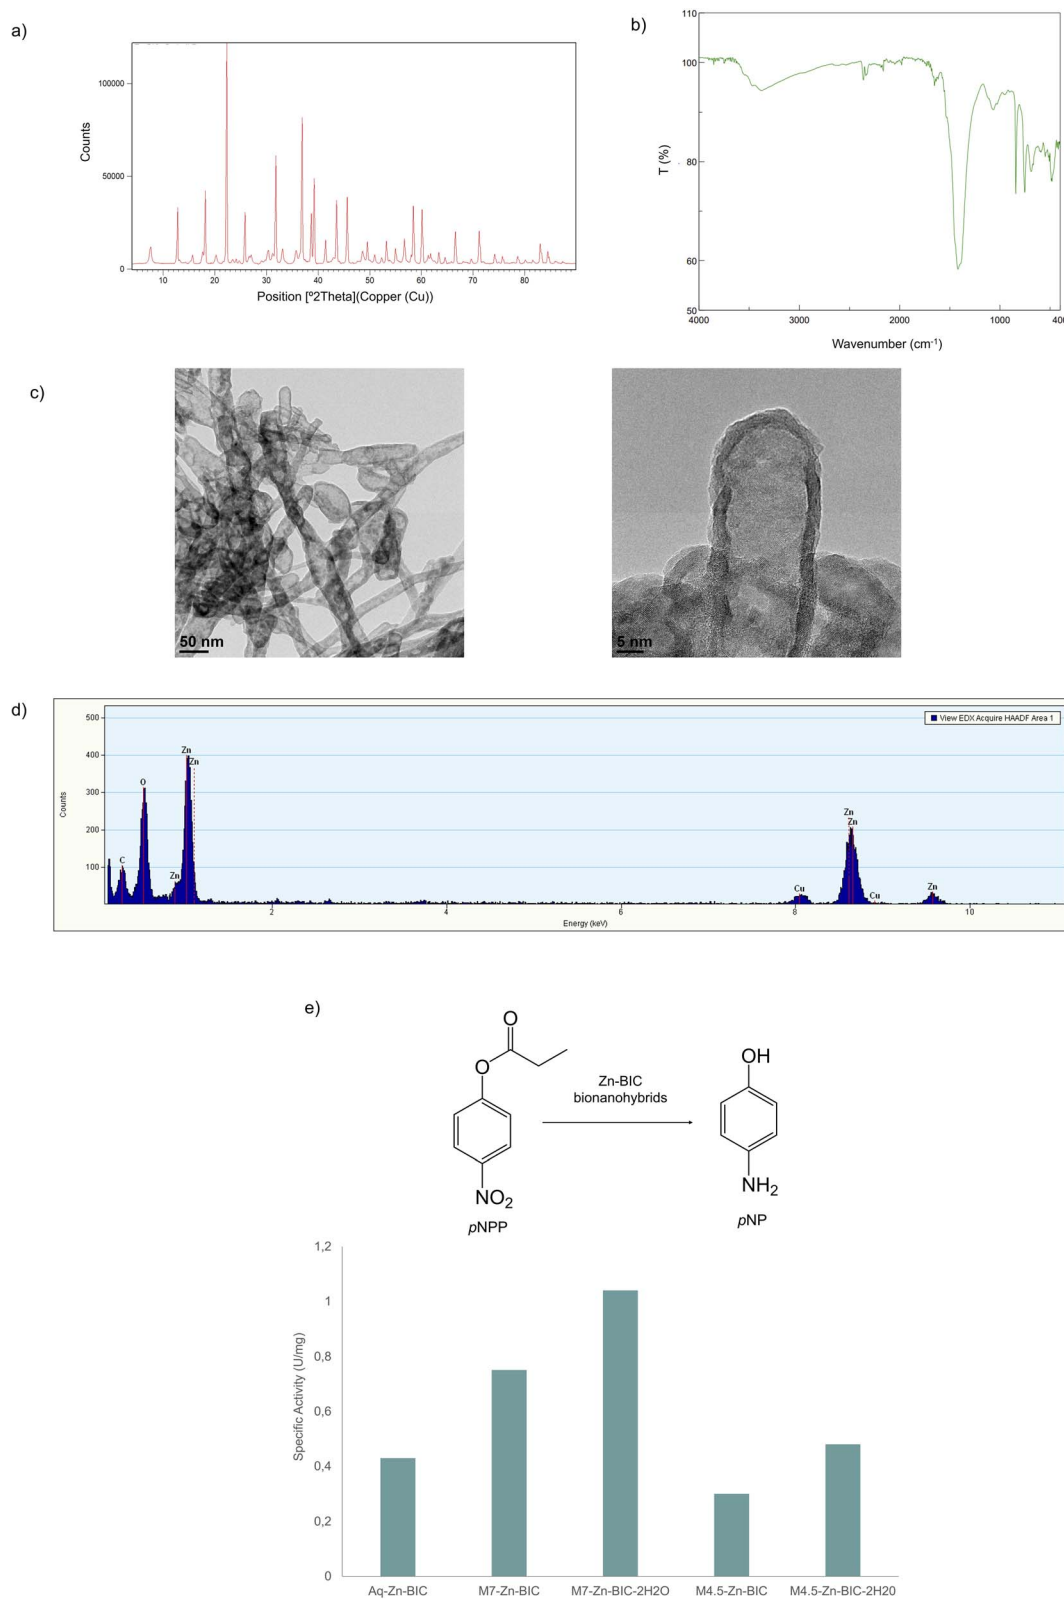 a)
Counts
100000
50000
0
10 20 30 40 50 60 70 80
Position [º2Theta](Copper (Cu))
b)
T (%)
110
100
80
60
50
4000 3000 2000 1000 400
Wavenumber (cm-1)
c)
50 nm
5 nm
d)
View EDX Acquire HAADF Area 1
Counts
500
400
300
200
100
C
O
Zn
Zn
Zn
Cu
Zn
Zn
Cu
Zn
2 4 6 8 10
Energy (keV)
e)
O
O
NO2
pNPP
Zn-BIC
bionanohybrids
OH
NH2
pNP
Specific Activity (U/mg)
1,2
1
0,8
0,6
0,4
0,2
0
Aq-Zn-BIC M7-Zn-BIC M7-Zn-BIC-2H2O M4.5-Zn-BIC M4.5-Zn-BIC-2H20